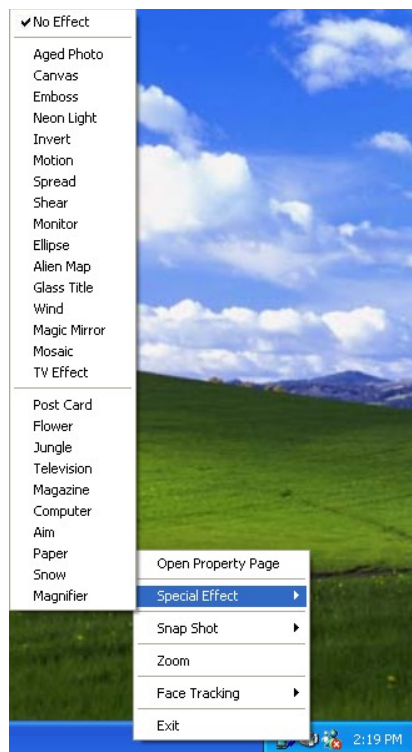 No Effect
Aged Photo
Canvas
Emboss
Neon Light
Invert
Motion
Spread
Shear
Monitor
Ellipse
Alien Map
Glass Title
Wind
Magic Mirror
Mosaic
TV Effect
Post Card
Flower
Jungle
Television
Magazine
Computer
Aim
Paper
Snow
Magnifier
Open Property Page
Special Effect
Snap Shot
Zoom
Face Tracking
Exit
2:19 PM